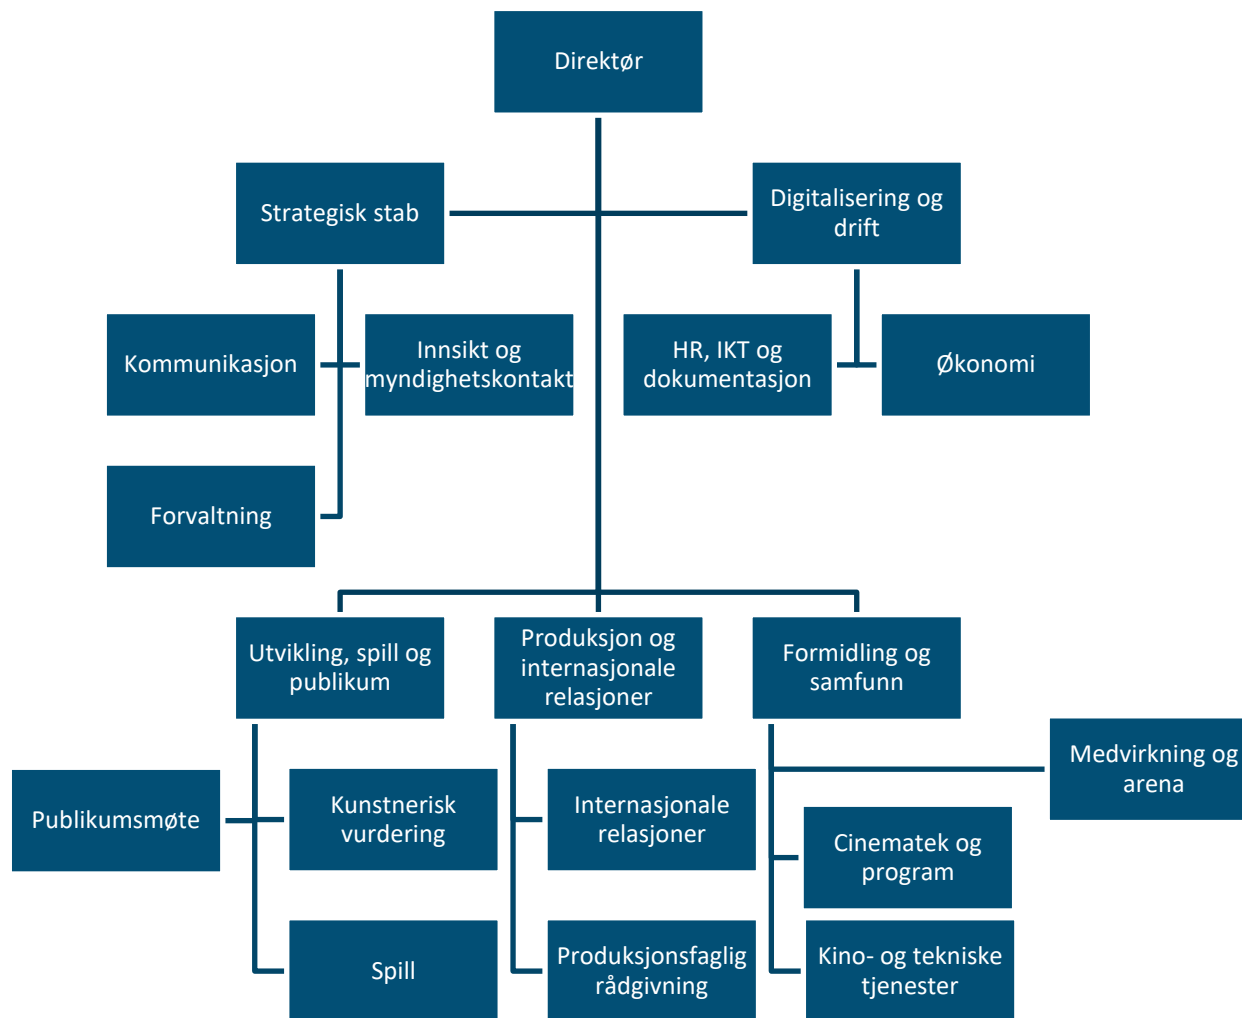 Direktør
Strategisk stab
Digitalisering og
drift
Kommunikasjon
Innsikt og
myndighetskontakt
HR, IKT og
dokumentasjon
Økonomi
Forvaltning
Utvikling, spill og
publikum
Produksjon og
internasjonale
relasjoner
Formidling og
samfunn
Publikumsmøte
Kunstnerisk
vurdering
Internasjonale
relasjoner
Medvirkning og
arena
Cinematek og
program
Spill
Produksjonsfaglig
rådgivning
Kino- og tekniske
tjenester